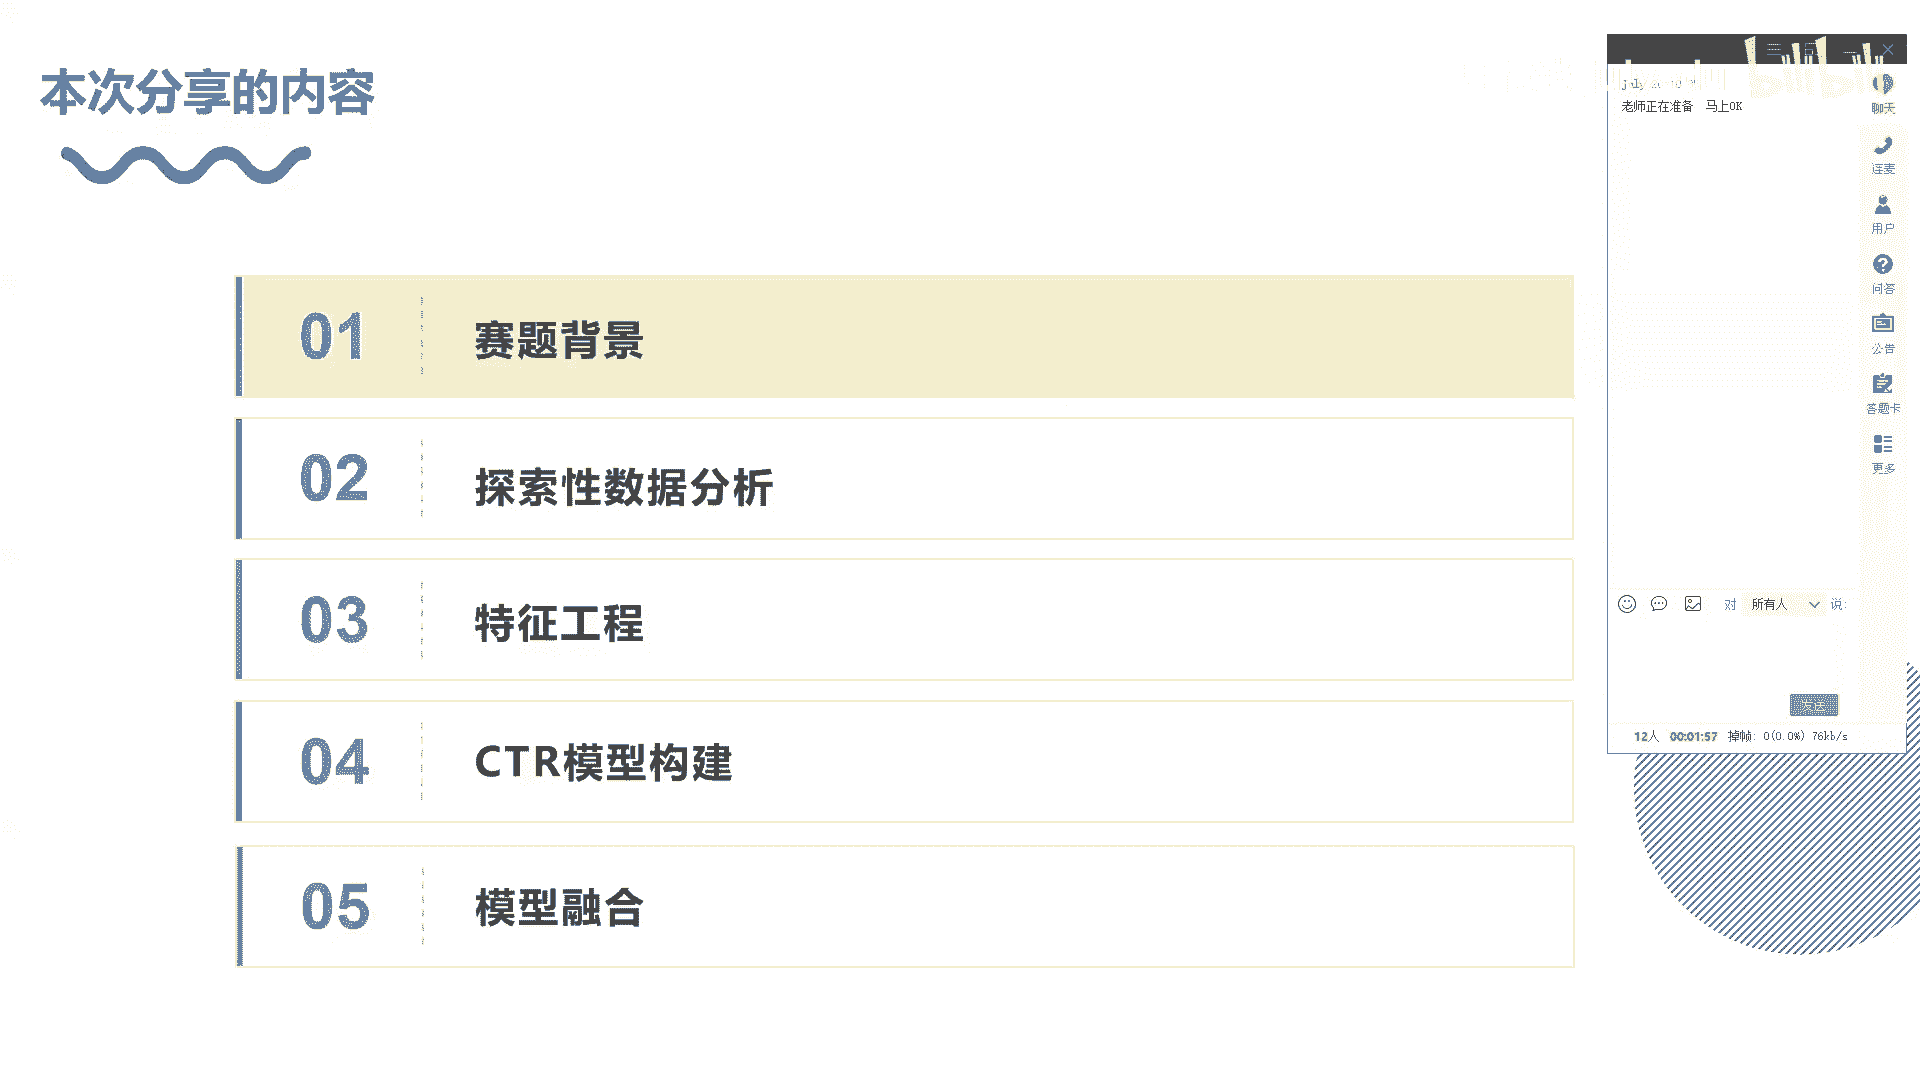 本次分享的内容
01
赛题背景
02
探索性数据分析
03
特征工程
04
CTR模型构建
05
模型融合
bilibili
老师正在准备 马上OK
聊天
连麦
用户
问答
公告
答题卡
更多
对 所有人 说:
发送
12人 00:01:57 掉帧: 0(0.0%) 76kb/s